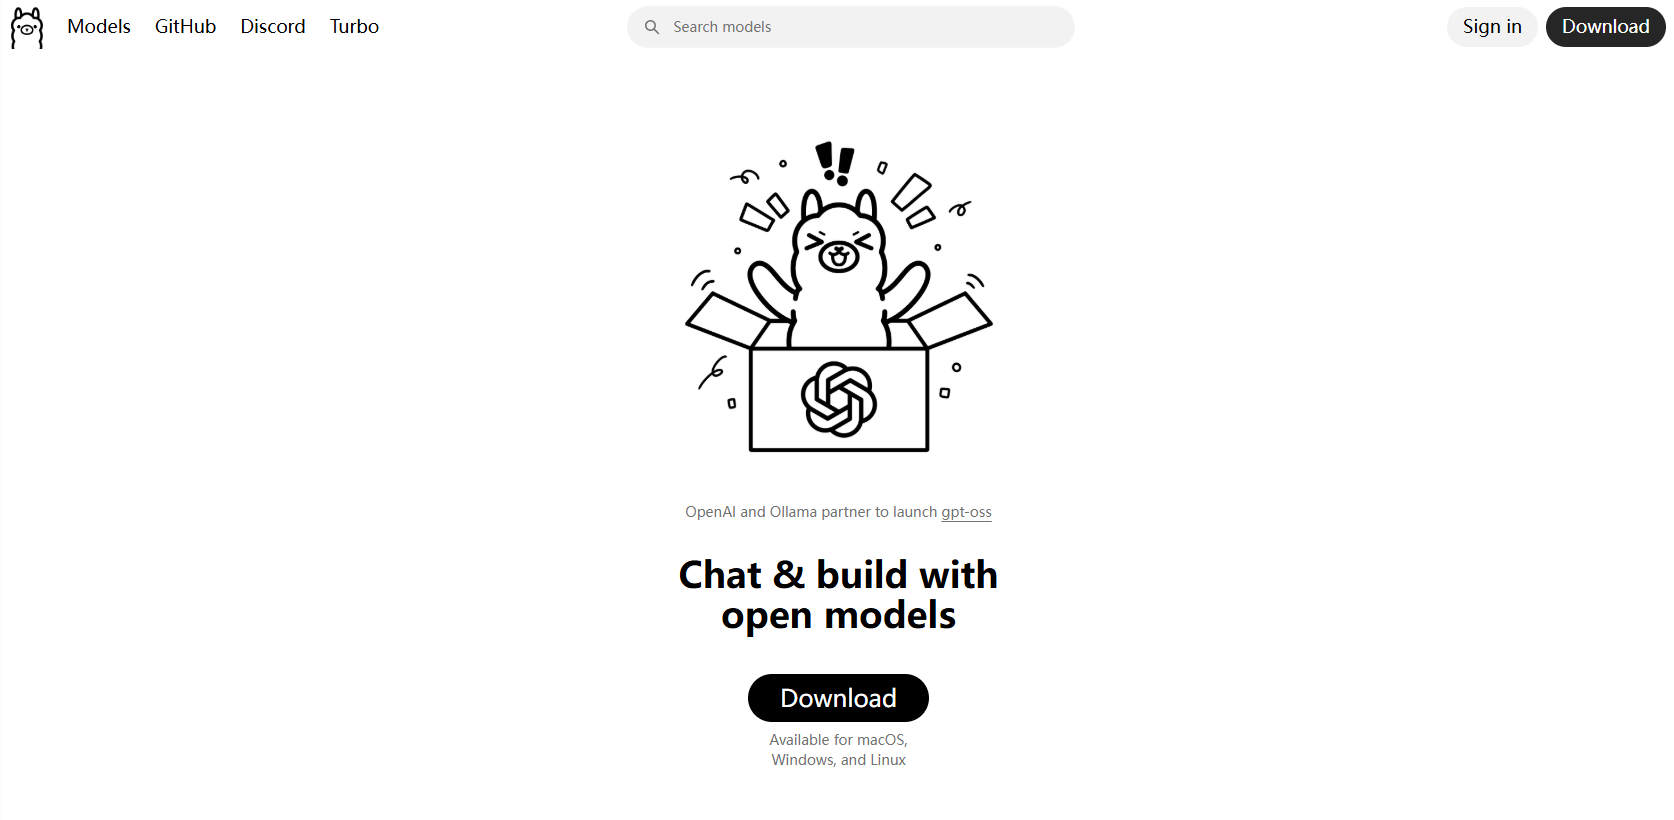 Models
GitHub
Discord
Turbo
Search models
Sign in
Download
!!
OpenAI and Ollama partner to launch gpt-oss
Chat & build with
open models
Download
Available for macOS,
Windows, and Linux